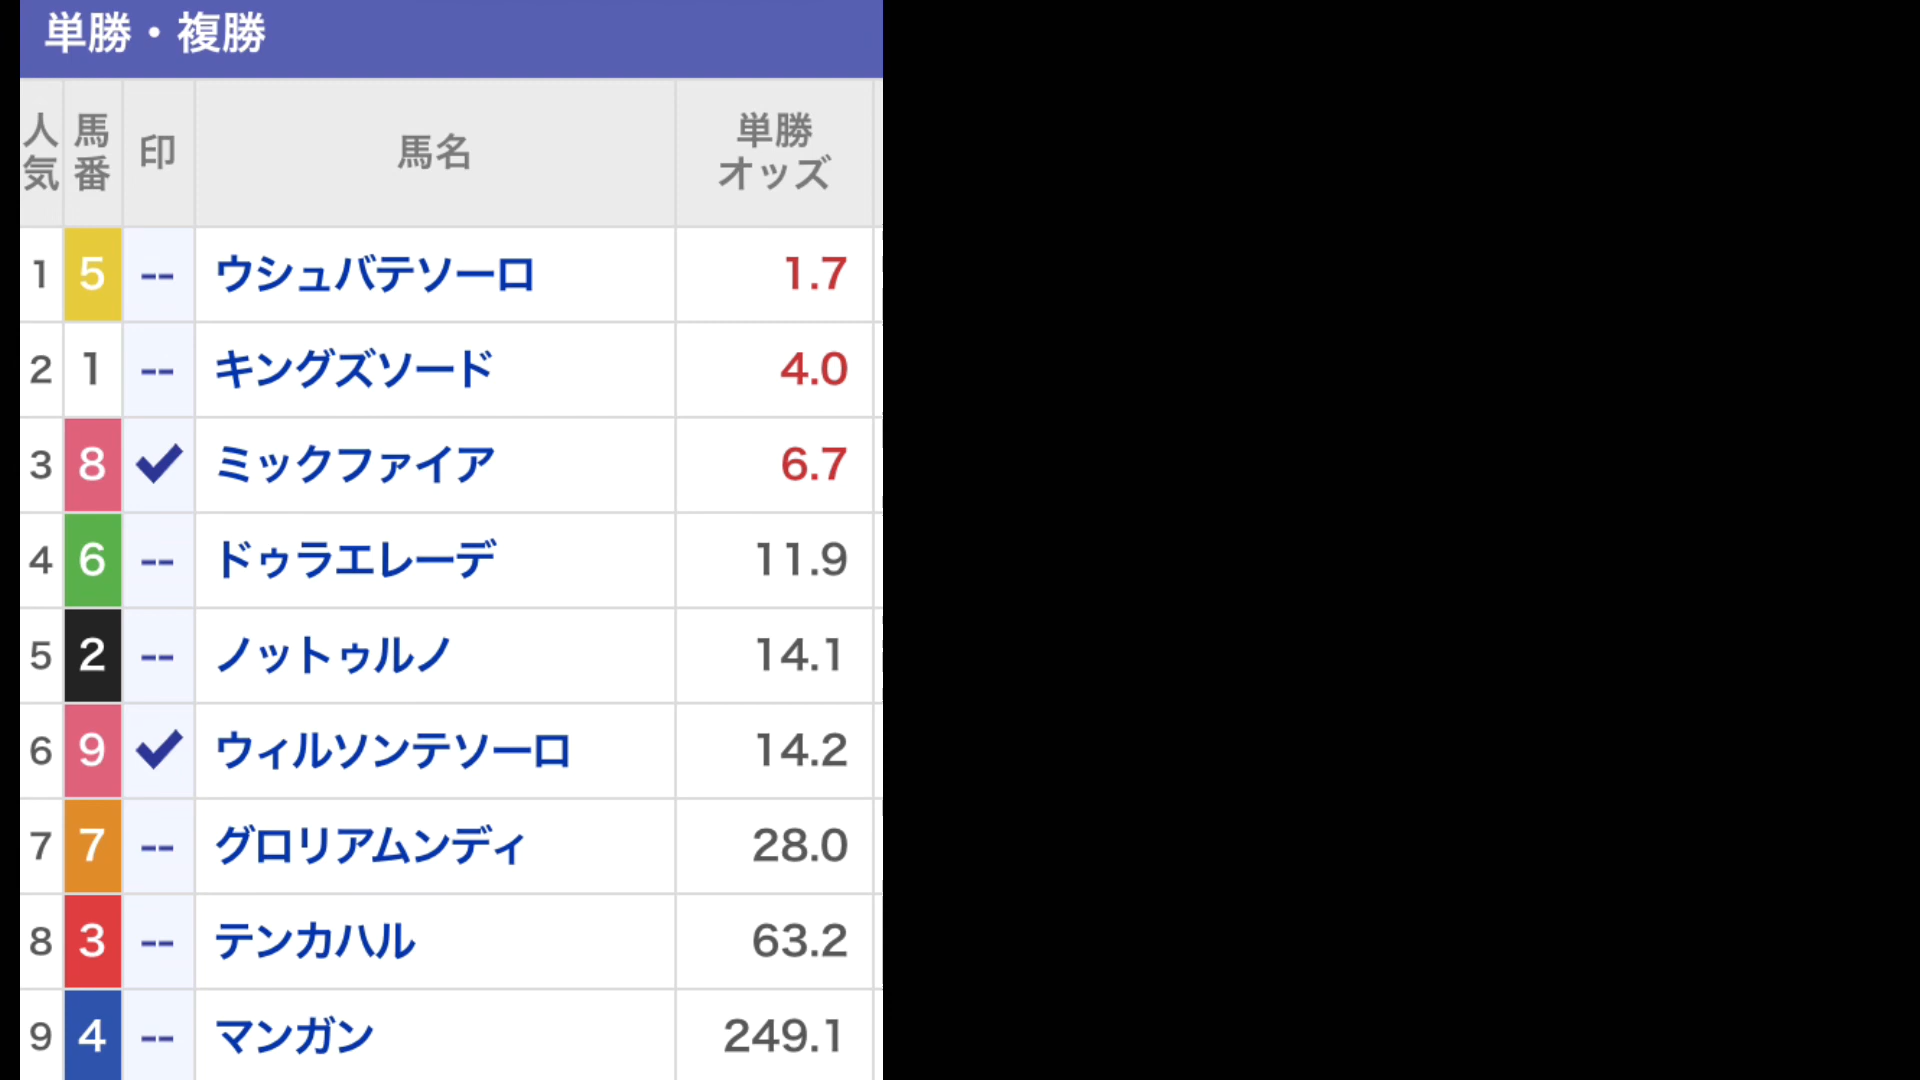 単勝・複勝
人気 馬番 印 馬名 単勝オッズ
1 5 -- ウシュバテソーロ 1.7
2 1 -- キングズソード 4.0
3 8 ✓ ミックファイア 6.7
4 6 -- ドゥラエレーデ 11.9
5 2 -- ノットゥルノ 14.1
6 9 ✓ ウィルソンテソーロ 14.2
7 7 -- グロリアムンディ 28.0
8 3 -- テンカハル 63.2
9 4 -- マンガン 249.1